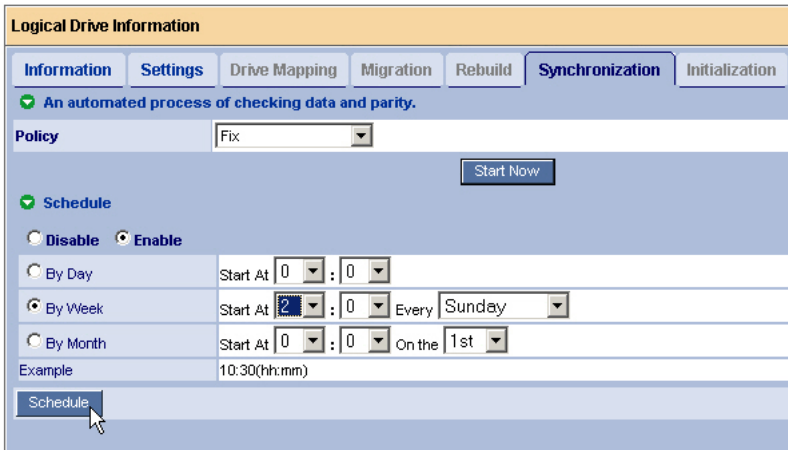 Logical Drive Information
Information Settings Drive Mapping Migration Rebuild Synchronization Initialization
An automated process of checking data and parity.
Policy Fix
Start Now
Schedule
Disable Enable
By Day Start At 0 : 0
By Week Start At 2 : 0 Every Sunday
By Month Start At 0 : 0 On the 1st
Example 10:30(hh:mm)
Schedule